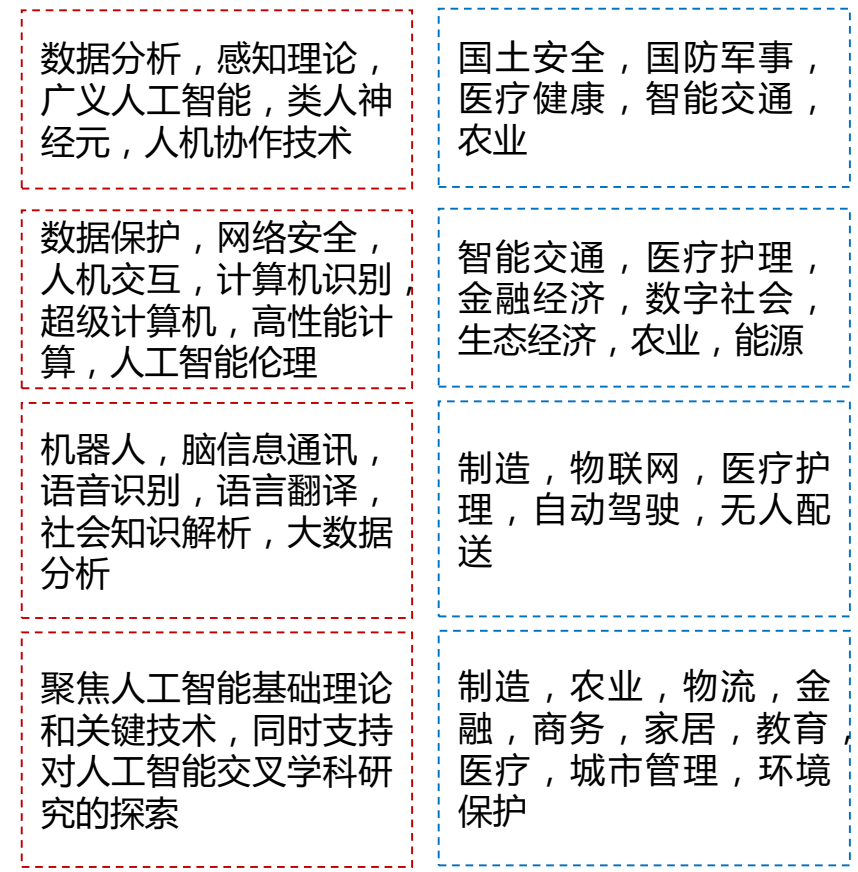 数据分析，感知理论，
广义人工智能，类人神
经元，人机协作技术
国土安全，国防军事，
医疗健康，智能交通，
农业
数据保护，网络安全，
人机交互，计算机识别，
超级计算机，高性能计
算，人工智能伦理
智能交通，医疗护理，
金融经济，数字社会，
生态经济，农业，能源
机器人，脑信息通讯，
语音识别，语言翻译，
社会知识解析，大数据
分析
制造，物联网，医疗护
理，自动驾驶，无人配
送
聚焦人工智能基础理论
和关键技术，同时支持
对人工智能交叉学科研
究的探索
制造，农业，物流，金
融，商务，家居，教育，
医疗，城市管理，环境
保护